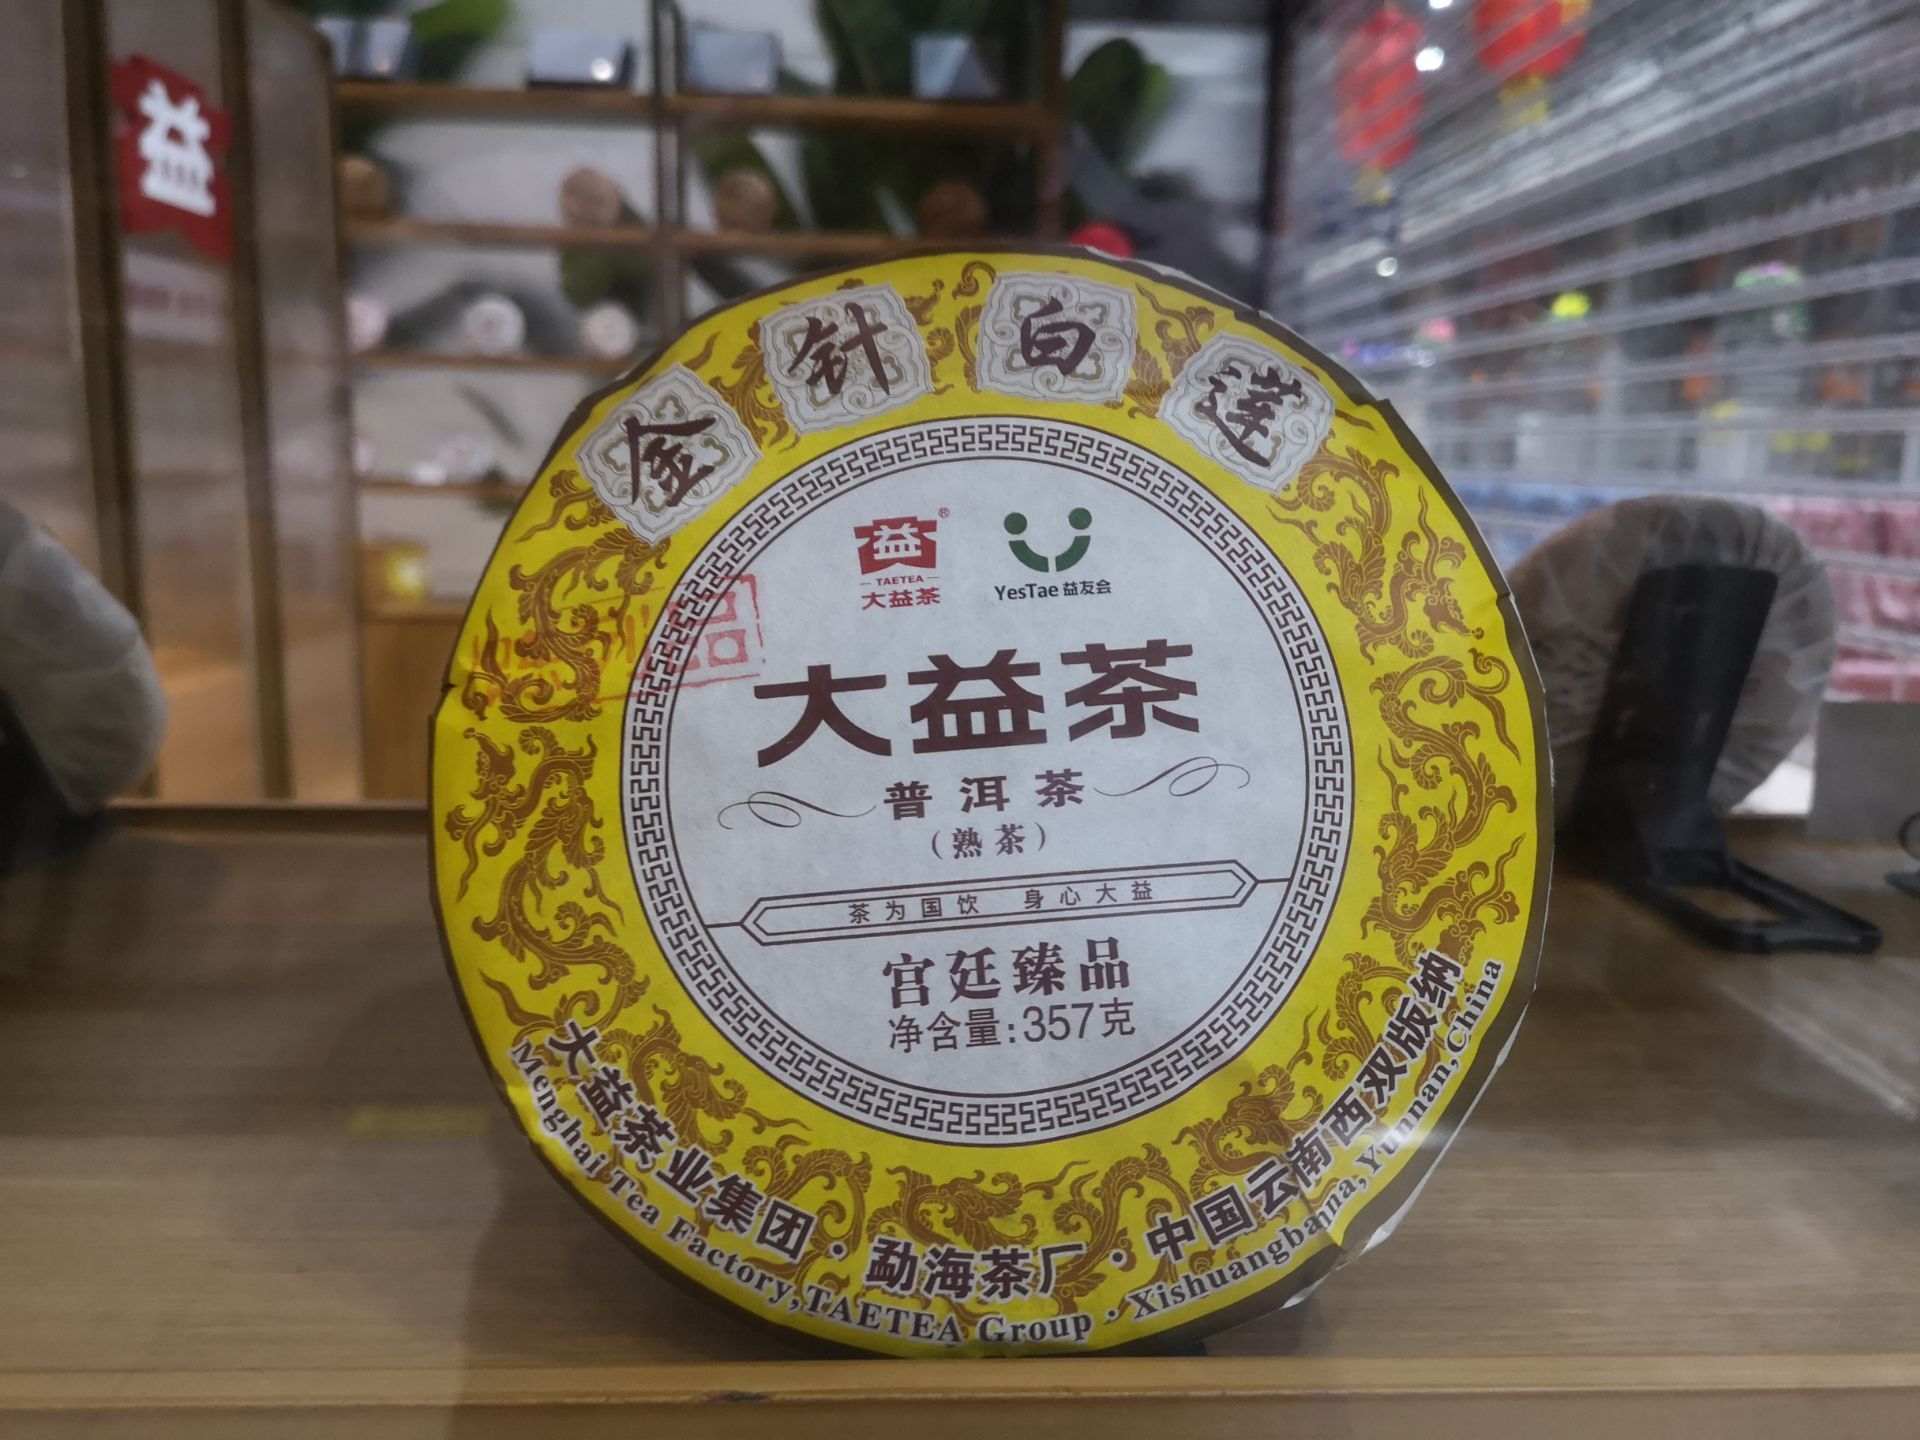 益
金针白莲
益®
TAETEA
大益茶
YesTae 益友会
大益茶
普洱茶
(熟茶)
茶为国饮 身心大益
宫廷臻品
净含量:357克
大益茶业集团·勐海茶厂·中国云南西双版纳
Menghai Tea Factory,TAETEA Group·Xishuangbanna,Yunnan,China